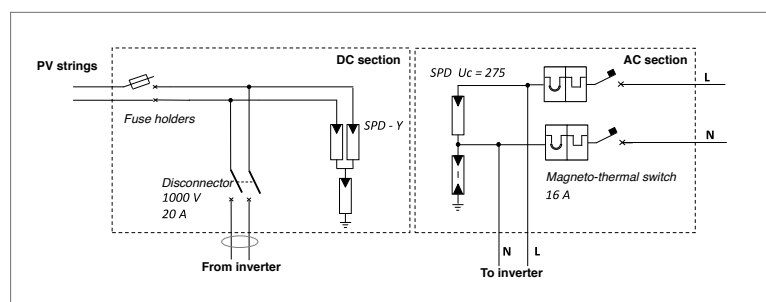 PV strings
DC section
Fuse holders
SPD - Y
Disconnector
1000 V
20 A
From inverter
AC section
SPD Uc = 275
L
N
Magneto-thermal switch
16 A
N
L
To inverter